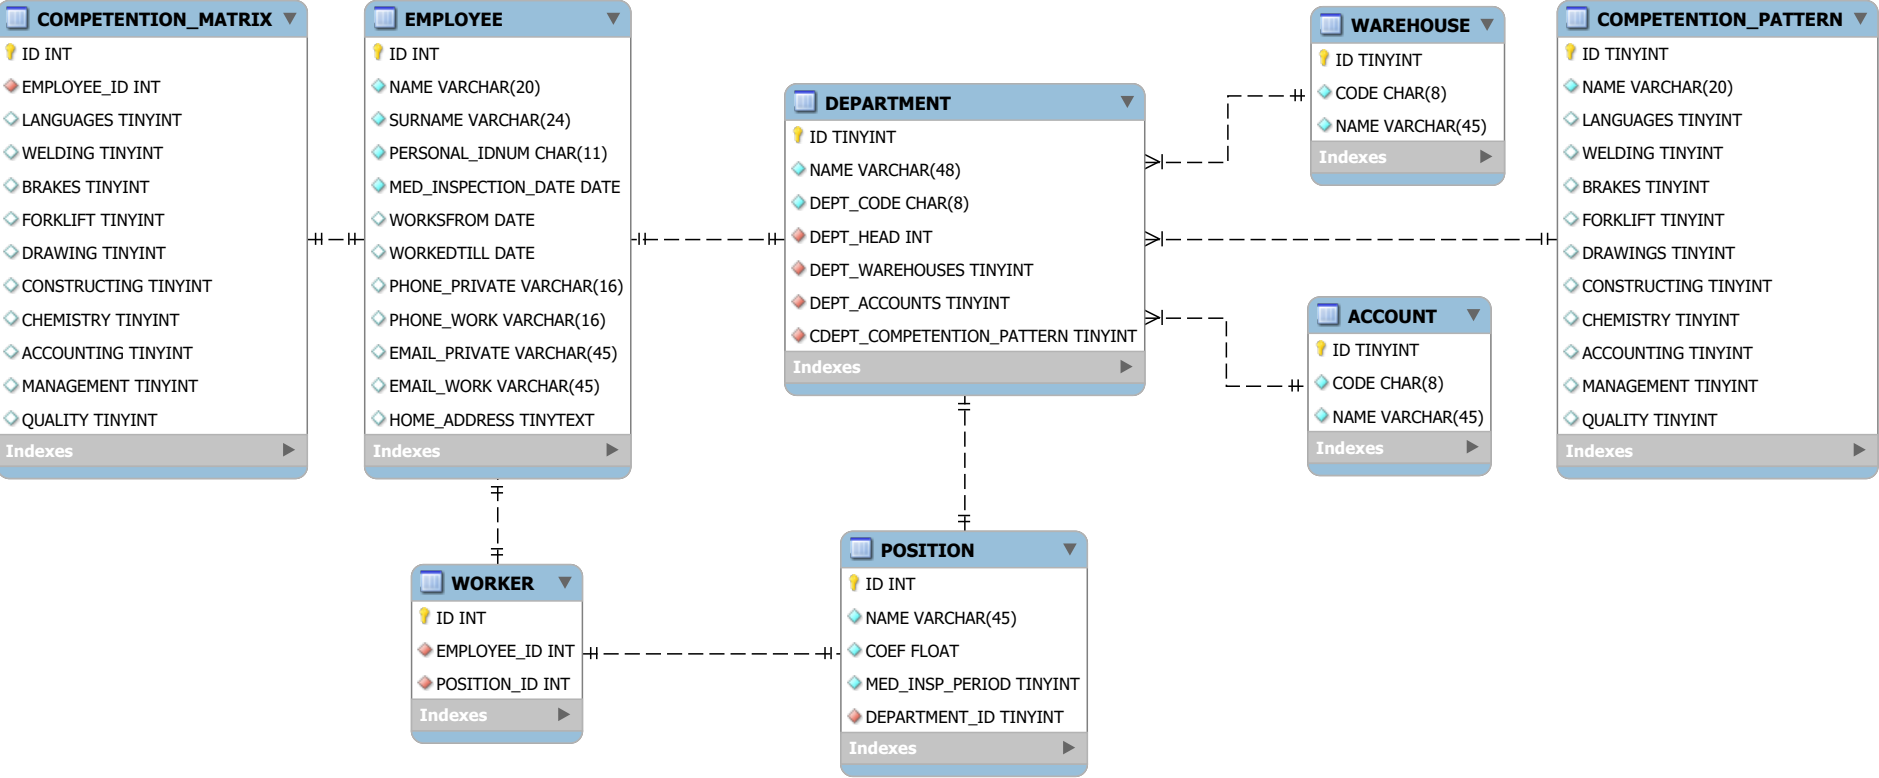 COMPETENTION_MATRIX
ID INT
EMPLOYEE_ID INT
LANGUAGES TINYINT
WELDING TINYINT
BRAKES TINYINT
FORKLIFT TINYINT
DRAWING TINYINT
CONSTRUCTING TINYINT
CHEMISTRY TINYINT
ACCOUNTING TINYINT
MANAGEMENT TINYINT
QUALITY TINYINT
Indexes
EMPLOYEE
ID INT
NAME VARCHAR(20)
SURNAME VARCHAR(24)
PERSONAL_IDNUM CHAR(11)
MED_INSPECTION_DATE DATE
WORKSFROM DATE
WORKEDTILL DATE
PHONE_PRIVATE VARCHAR(16)
PHONE_WORK VARCHAR(16)
EMAIL_PRIVATE VARCHAR(45)
EMAIL_WORK VARCHAR(45)
HOME_ADDRESS TINYTEXT
Indexes
DEPARTMENT
ID TINYINT
NAME VARCHAR(48)
DEPT_CODE CHAR(8)
DEPT_HEAD INT
DEPT_WAREHOUSES TINYINT
DEPT_ACCOUNTS TINYINT
CDEPT_COMPETENTION_PATTERN TINYINT
Indexes
WAREHOUSE
ID TINYINT
CODE CHAR(8)
NAME VARCHAR(45)
Indexes
COMPETENTION_PATTERN
ID TINYINT
NAME VARCHAR(20)
LANGUAGES TINYINT
WELDING TINYINT
BRAKES TINYINT
FORKLIFT TINYINT
DRAWINGS TINYINT
CONSTRUCTING TINYINT
CHEMISTRY TINYINT
ACCOUNTING TINYINT
MANAGEMENT TINYINT
QUALITY TINYINT
Indexes
ACCOUNT
ID TINYINT
CODE CHAR(8)
NAME VARCHAR(45)
Indexes
WORKER
ID INT
EMPLOYEE_ID INT
POSITION_ID INT
Indexes
POSITION
ID INT
NAME VARCHAR(45)
COEF FLOAT
MED_INSP_PERIOD TINYINT
DEPARTMENT_ID TINYINT
Indexes